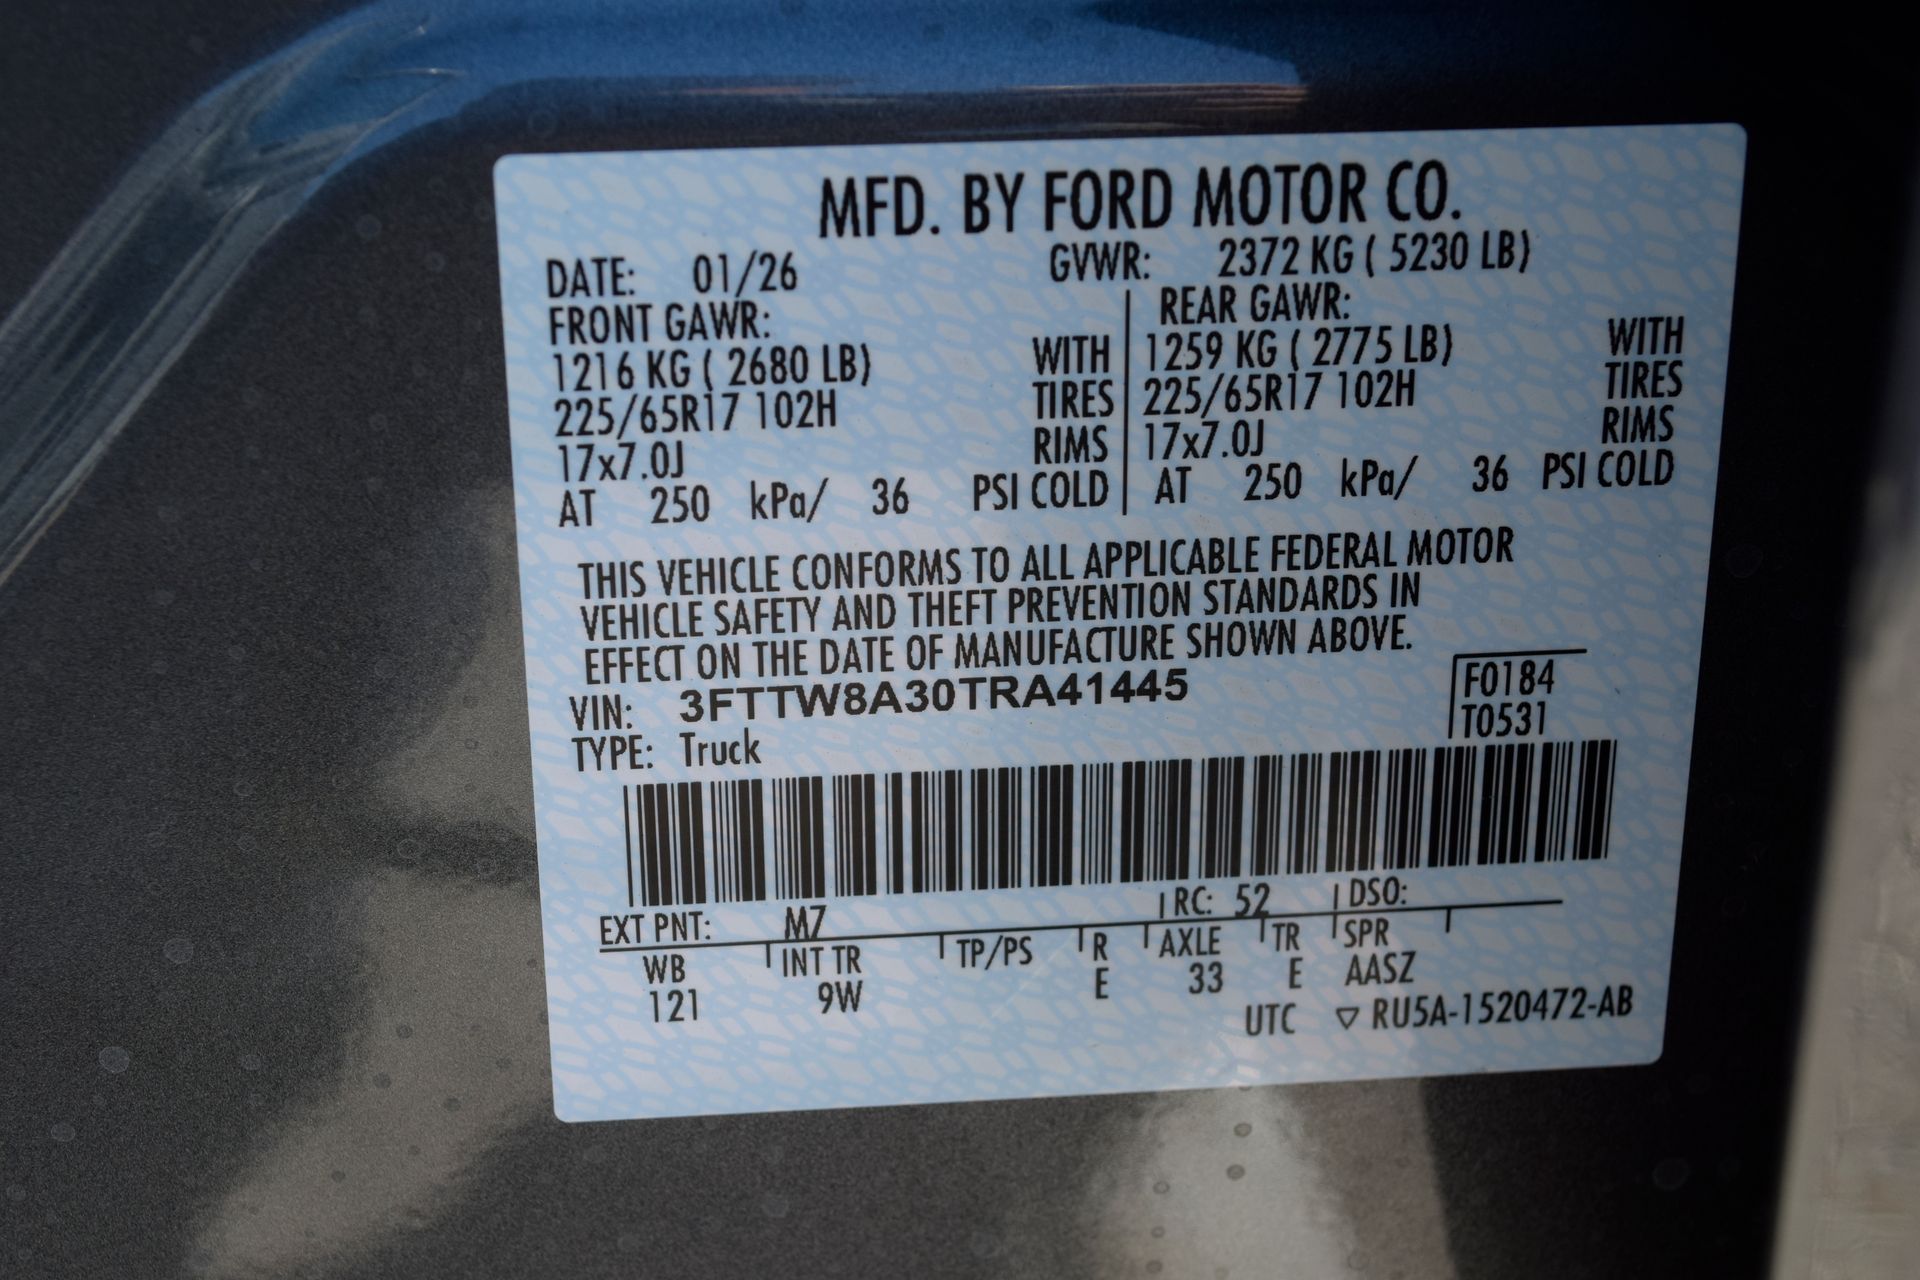 MFD. BY FORD MOTOR CO.
DATE: 01/26 GVWR: 2372 KG ( 5230 LB)
FRONT GAWR: REAR GAWR:
1216 KG ( 2680 LB) WITH 1259 KG ( 2775 LB) WITH
225/65R17 102H TIRES 225/65R17 102H TIRES
17x7.0J RIMS 17x7.0J RIMS
AT 250 kPa/ 36 PSI COLD AT 250 kPa/ 36 PSI COLD
THIS VEHICLE CONFORMS TO ALL APPLICABLE FEDERAL MOTOR
VEHICLE SAFETY AND THEFT PREVENTION STANDARDS IN
EFFECT ON THE DATE OF MANUFACTURE SHOWN ABOVE.
VIN: 3FTTW8A30TRA41445 F0184
TYPE: Truck T0531
EXT PNT: M7 RC: 52 DSO:
WB INT TR TP/PS R AXLE TR SPR
121 9W E 33 E AASZ
UTC ▽ RU5A-1520472-AB